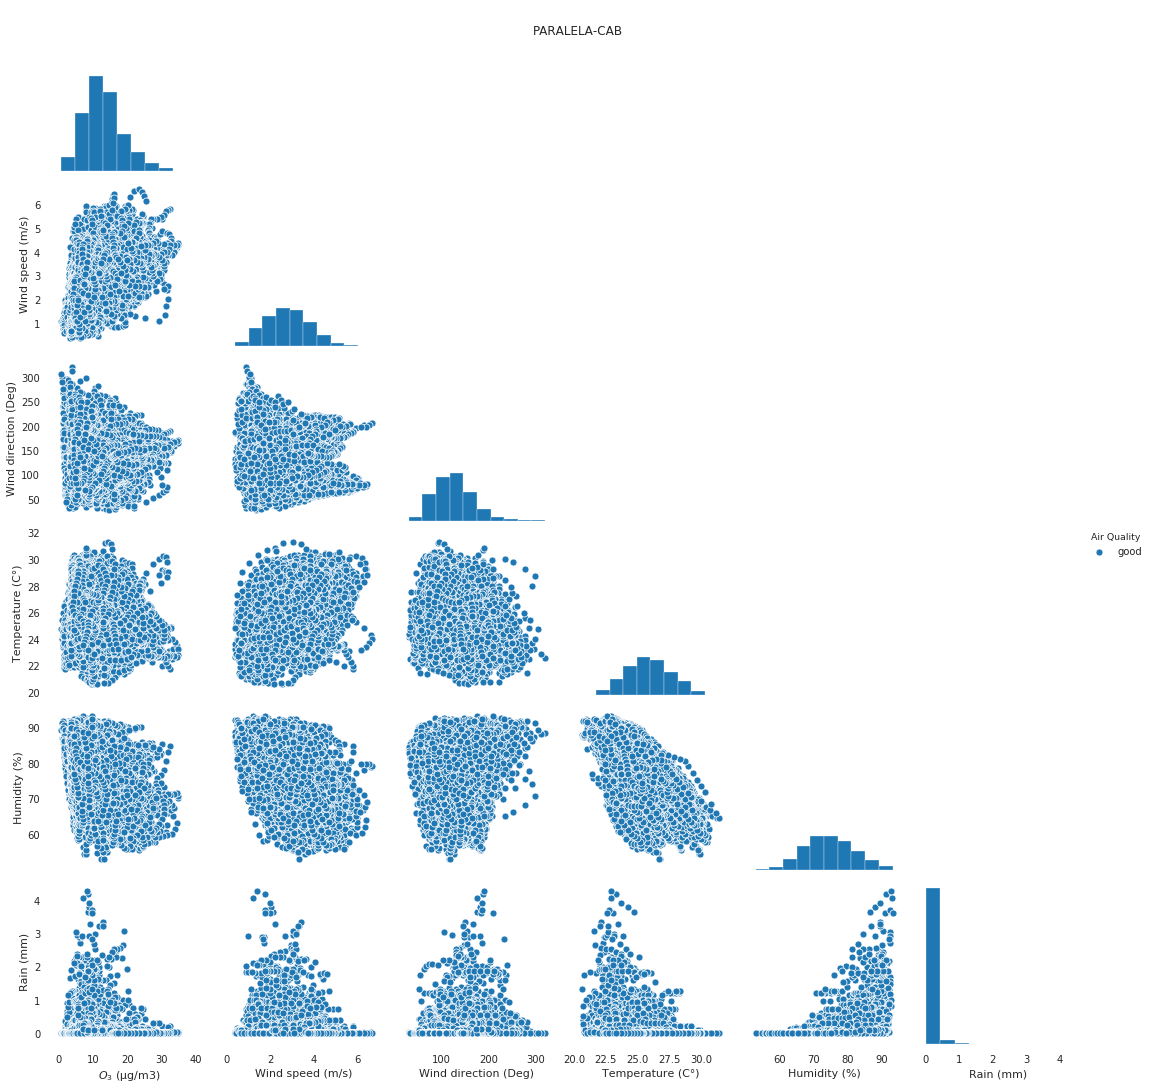 PARALELA-CAB
Wind speed (m/s)
6
5
4
3
2
1
Wind direction (Deg)
300
250
200
150
100
50
Temperature (C°)
32
30
28
26
24
22
20
Air Quality
good
Humidity (%)
90
80
70
60
Rain (mm)
4
3
2
1
0
0 10 20 30 40
O₃ (µg/m3)
0 2 4 6
Wind speed (m/s)
100 200 300
Wind direction (Deg)
20.0 22.5 25.0 27.5 30.0
Temperature (C°)
60 70 80 90
Humidity (%)
0 1 2 3 4
Rain (mm)